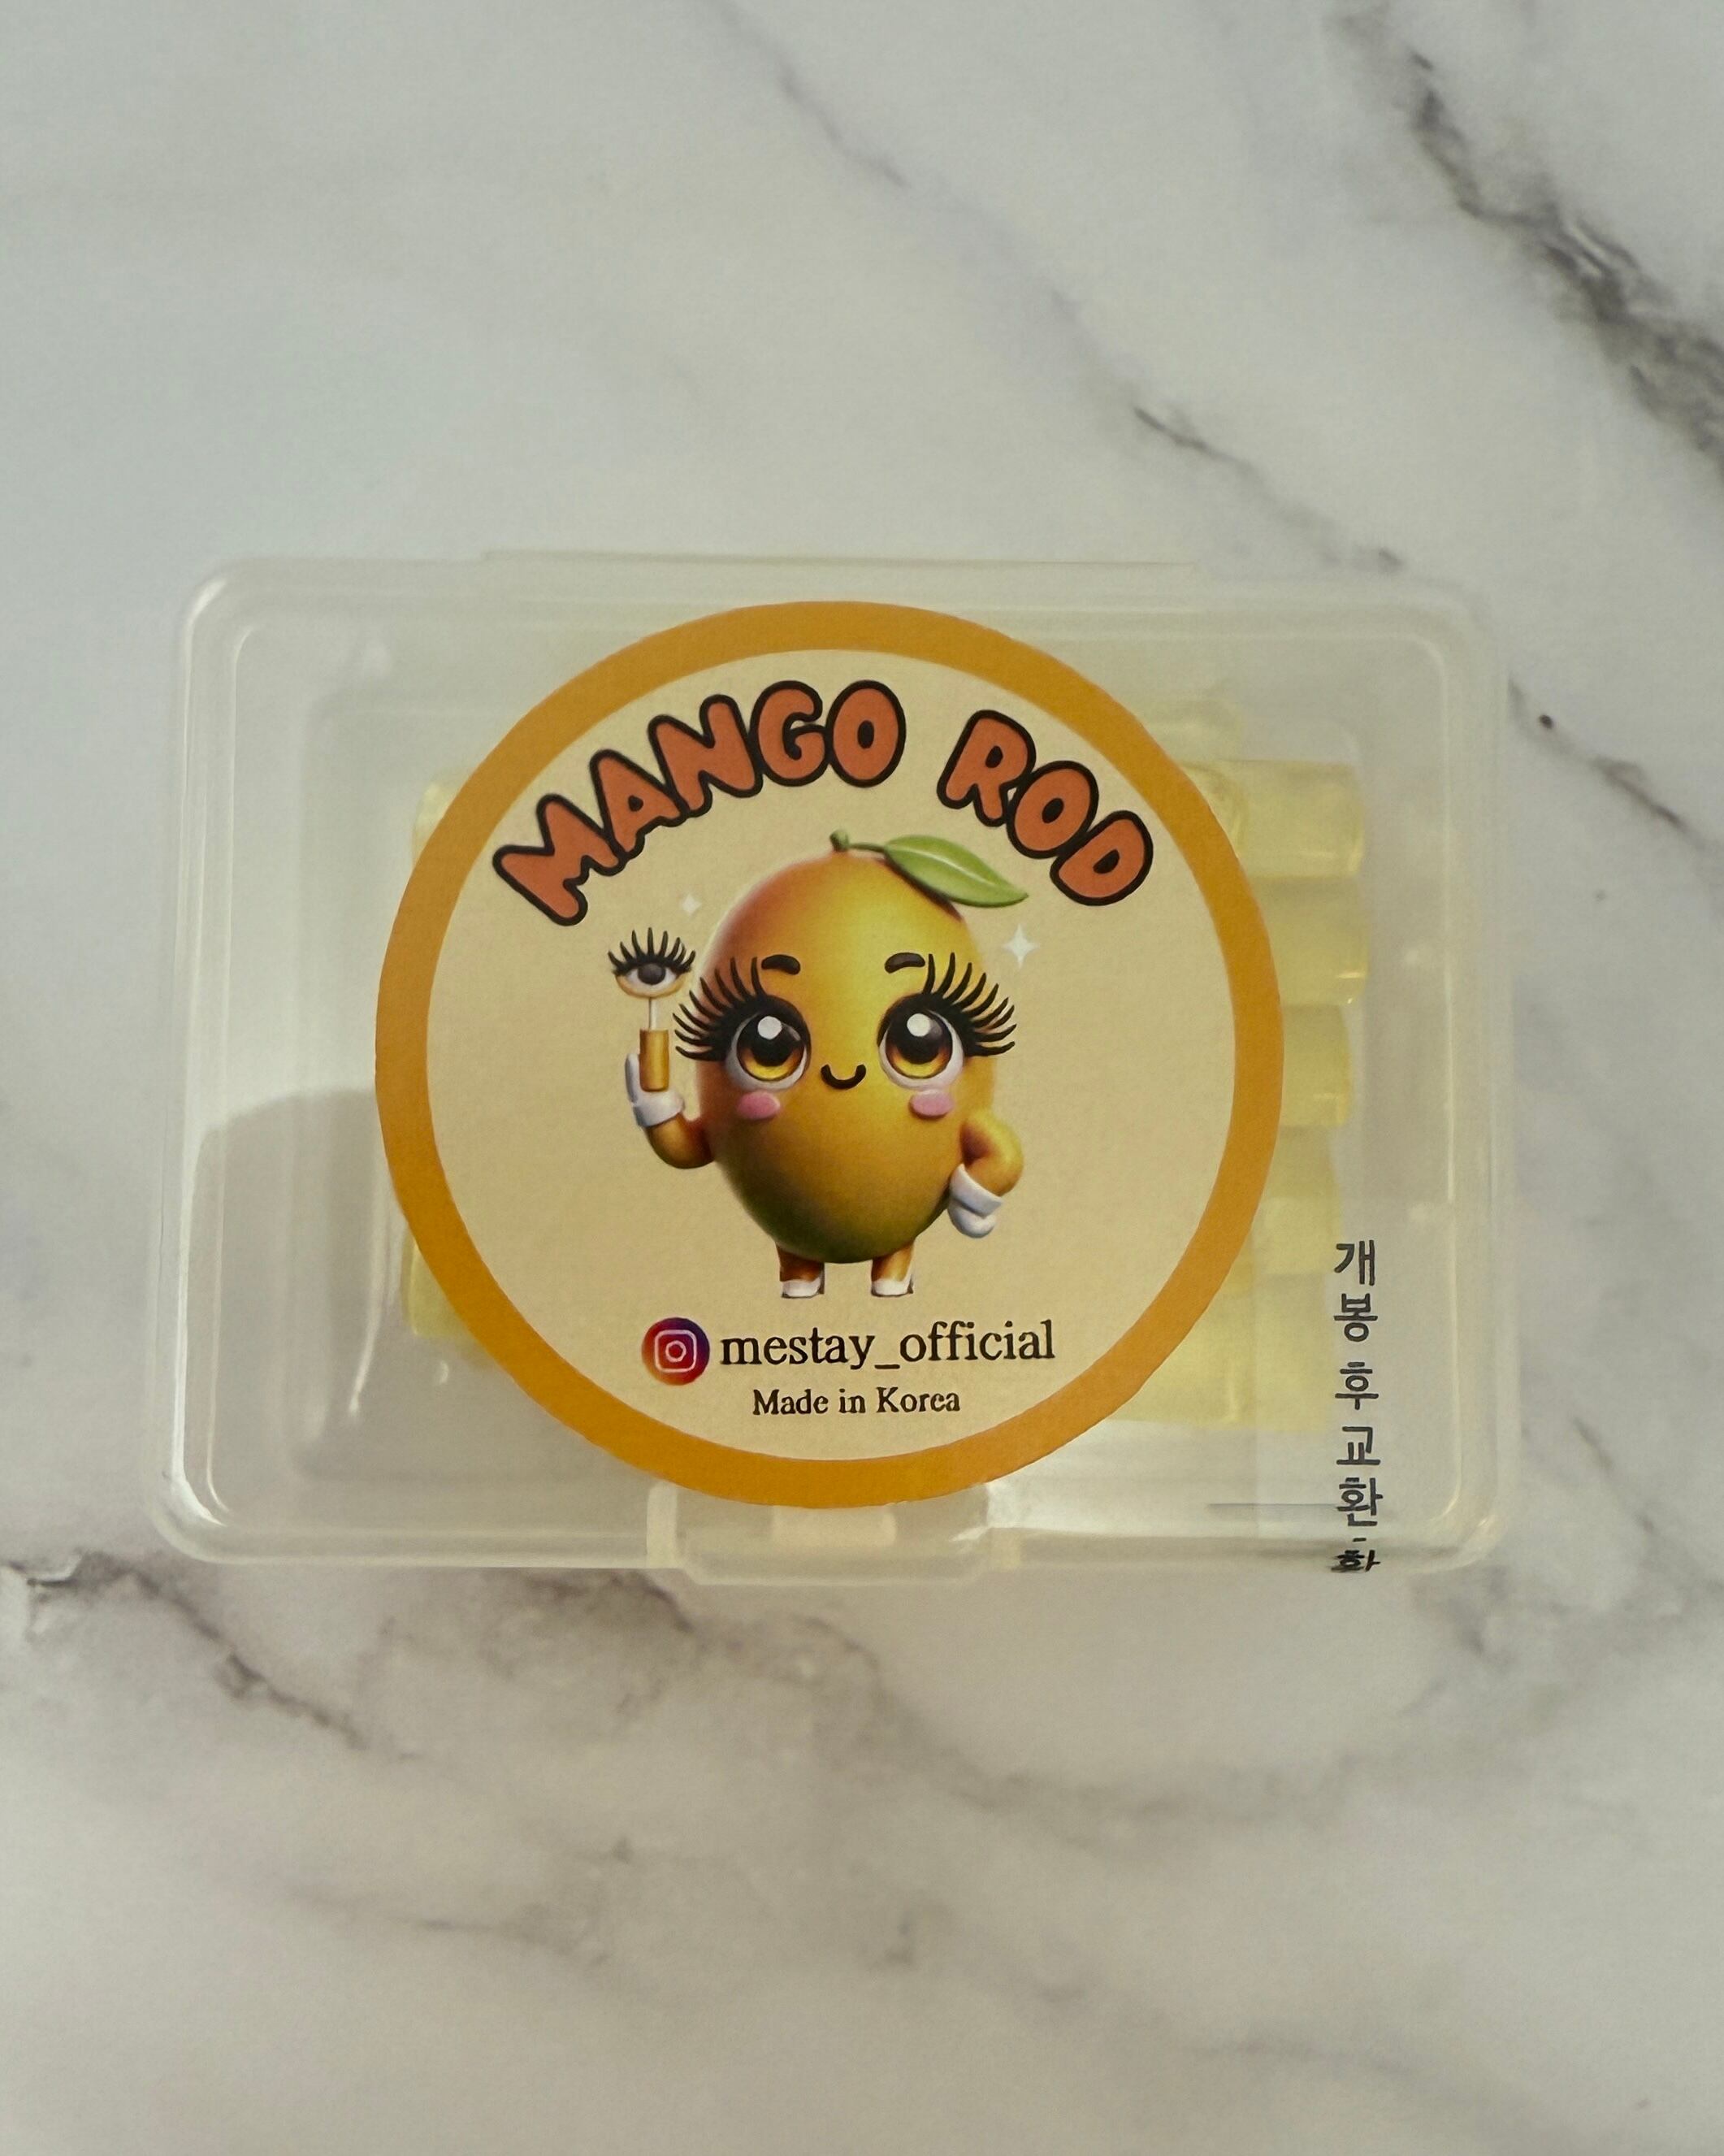 MANGO ROD
mestay_official
Made in Korea
개봉 후 교환